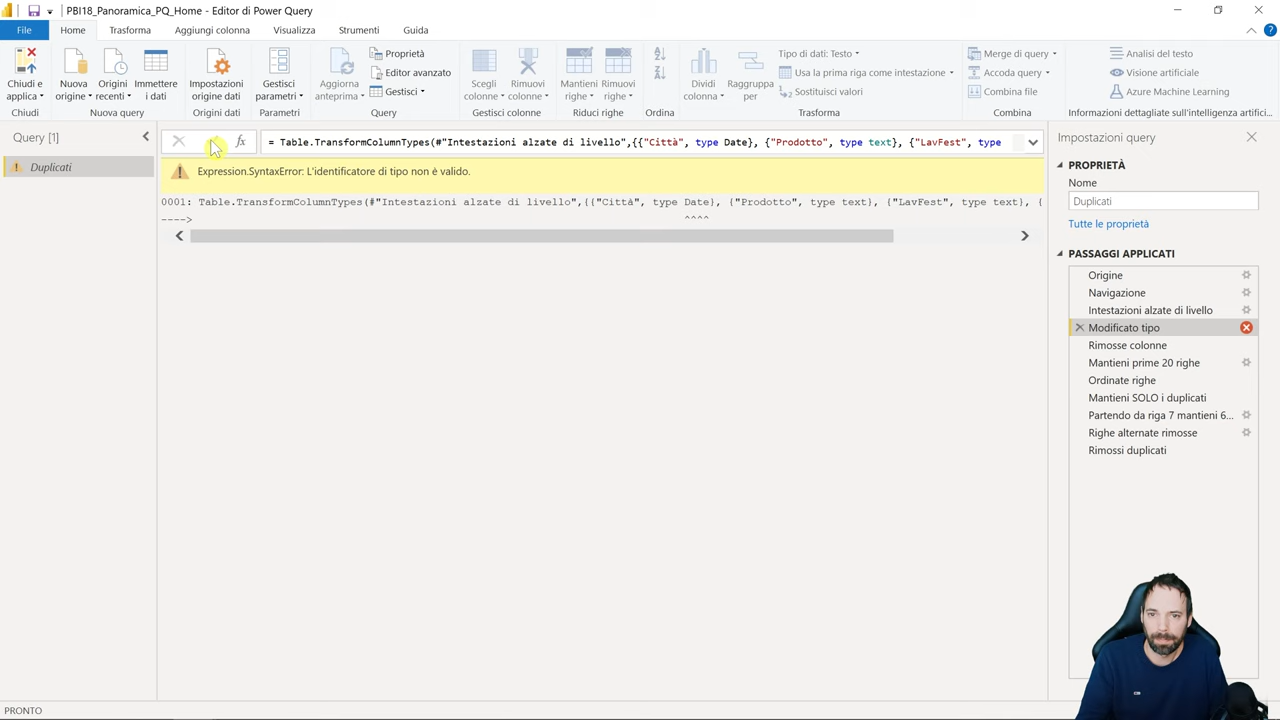 PBI18_Panoramica_PQ_Home - Editor di Power Query
File Home Trasforma Aggiungi colonna Visualizza Strumenti Guida
Chiudi e applica
Nuova origine
Origini recenti
Immettere i dati
Impostazioni origine dati
Gestisci parametri
Aggiorna anteprima
Proprietà
Editor avanzato
Gestisci
Scegli colonne
Rimuovi colonne
Mantieni righe
Rimuovi righe
Dividi colonna
Raggruppa per
Tipo di dati: Testo
Usa la prima riga come intestazione
Sostituisci valori
Merge di query
Accoda query
Combina file
Analisi del testo
Visione artificiale
Azure Machine Learning
Chiudi Nuova query Origini dati Parametri Query Gestisci colonne Riduci righe Ordina Trasforma Combina Informazioni dettagliate sull'intelligenza artific...
Query [1]
Duplicati
fx
= Table.TransformColumnTypes(#"Intestazioni alzate di livello",{{"Città", type Date}, {"Prodotto", type text}, {"LavFest", type
Expression.SyntaxError: L'identificatore di tipo non è valido.
0001: Table.TransformColumnTypes(#"Intestazioni alzate di livello",{{"Città", type Date}, {"Prodotto", type text}, {"LavFest", type text}, {
----> ^^^^
Impostazioni query
PROPRIETÀ
Nome
Duplicati
Tutte le proprietà
PASSAGGI APPLICATI
Origine
Navigazione
Intestazioni alzate di livello
Modificato tipo
Rimosse colonne
Mantieni prime 20 righe
Ordinate righe
Mantieni SOLO i duplicati
Partendo da riga 7 mantieni 6...
Righe alternate rimosse
Rimossi duplicati
PRONTO